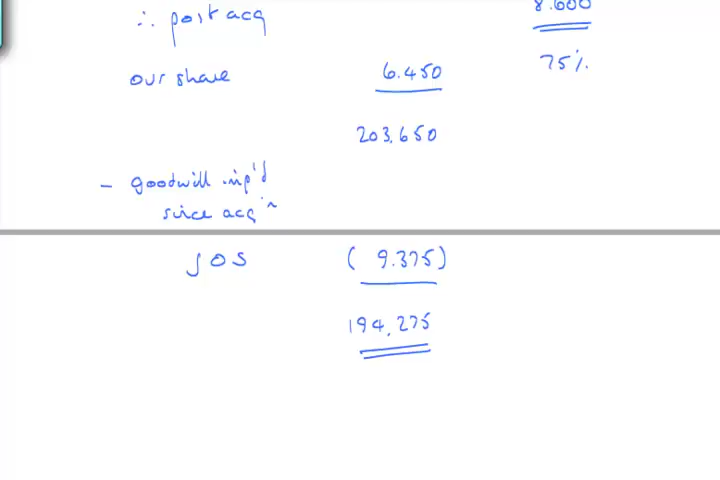 8.600
∴ post acq
our share 6.450 75%
203,650
- goodwill imp'd
since acq'n
JOS (9.375)
194,275